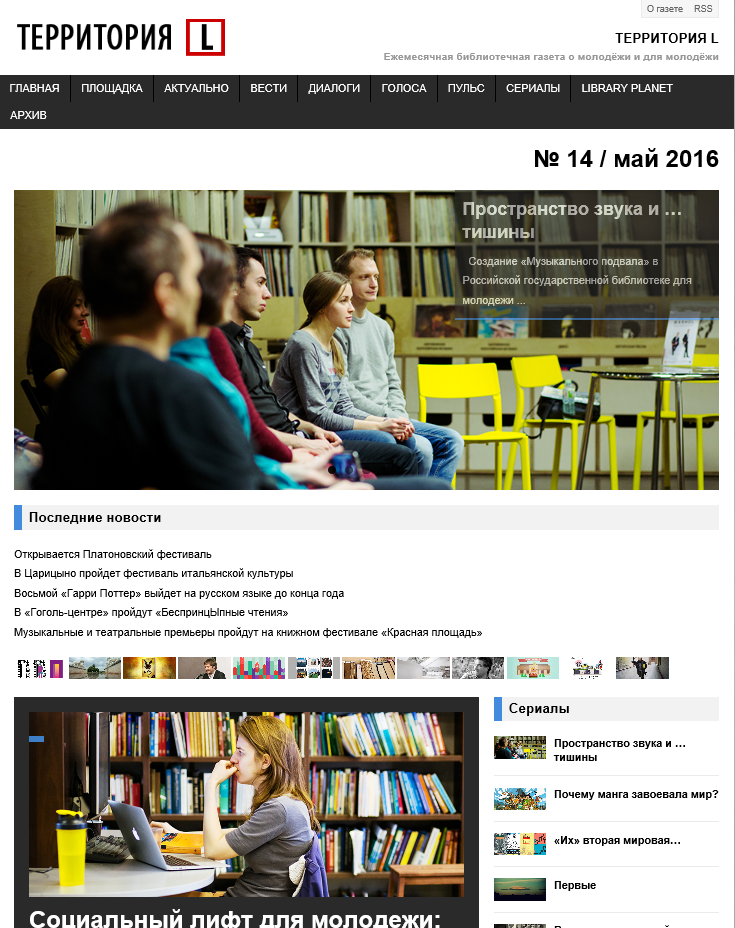 О газете RSS
ТЕРРИТОРИЯ L
ТЕРРИТОРИЯ L
Ежемесячная библиотечная газета о молодёжи и для молодёжи
ГЛАВНАЯ ПЛОЩАДКА АКТУАЛЬНО ВЕСТИ ДИАЛОГИ ГОЛОСА ПУЛЬС СЕРИАЛЫ LIBRARY PLANET
АРХИВ
№ 14 / май 2016
Пространство звука и …
тишины
Создание «Музыкального подвала» в
Российской государственной библиотеке для
молодежи ...
Последние новости
Открывается Платоновский фестиваль
В Царицыно пройдет фестиваль итальянской культуры
Восьмой «Гарри Поттер» выйдет на русском языке до конца года
В «Гоголь-центре» пройдут «БеспринцЫпные чтения»
Музыкальные и театральные премьеры пройдут на книжном фестивале «Красная площадь»
Сериалы
Пространство звука и …
тишины
Почему манга завоевала мир?
«Их» вторая мировая…
Первые
Социальный лифт для молодежи: